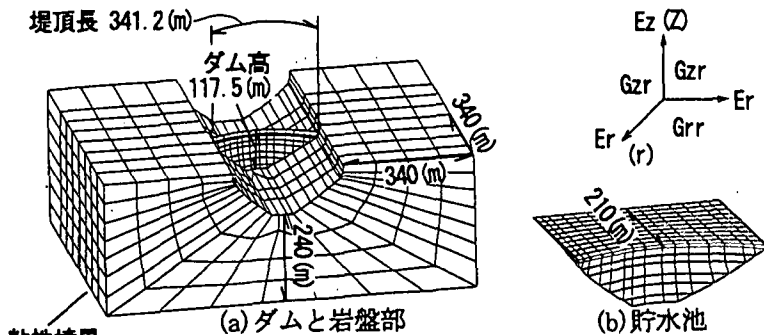 堤頂長 341.2(m)
ダム高
117.5(m)
340(m)
340(m)
240(m)
(a)ダムと岩盤部
Ez (Z)
Gzr
Gzr
Er
Er
Grr
(r)
210(m)
(b)貯水池